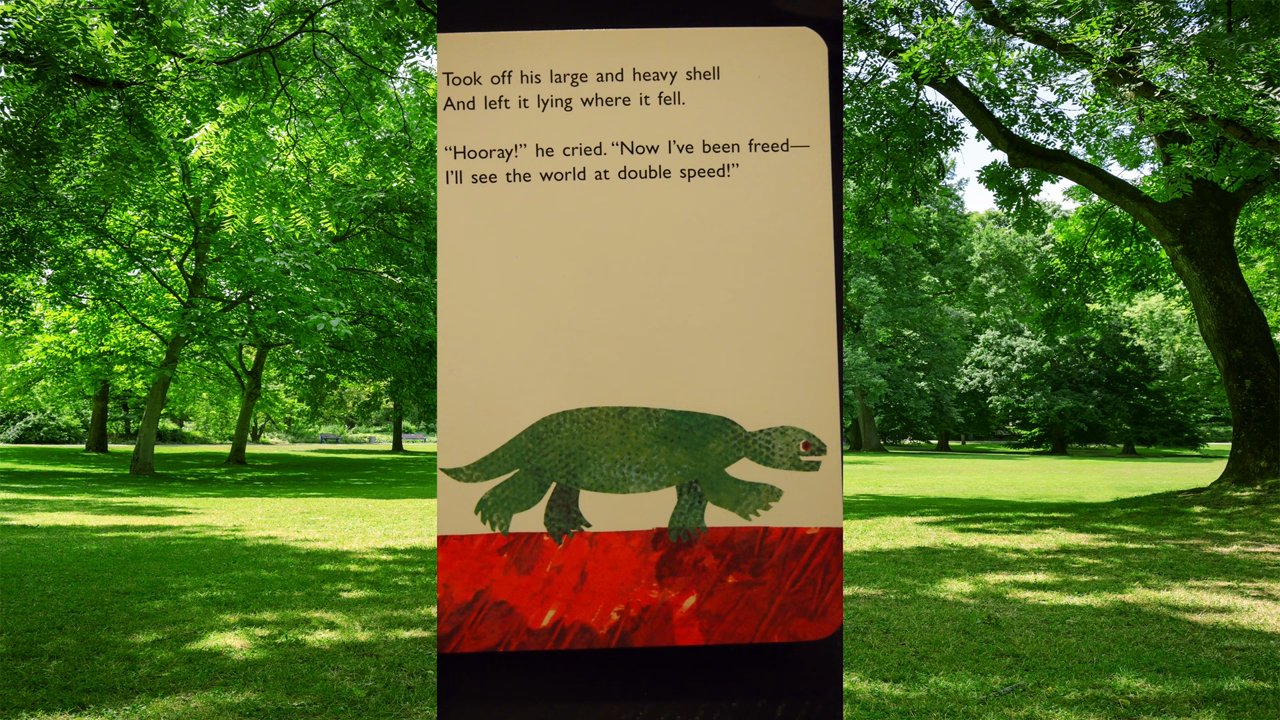 Took off his large and heavy shell
And left it lying where it fell.
“Hooray!” he cried. “Now I’ve been freed—
I’ll see the world at double speed!”